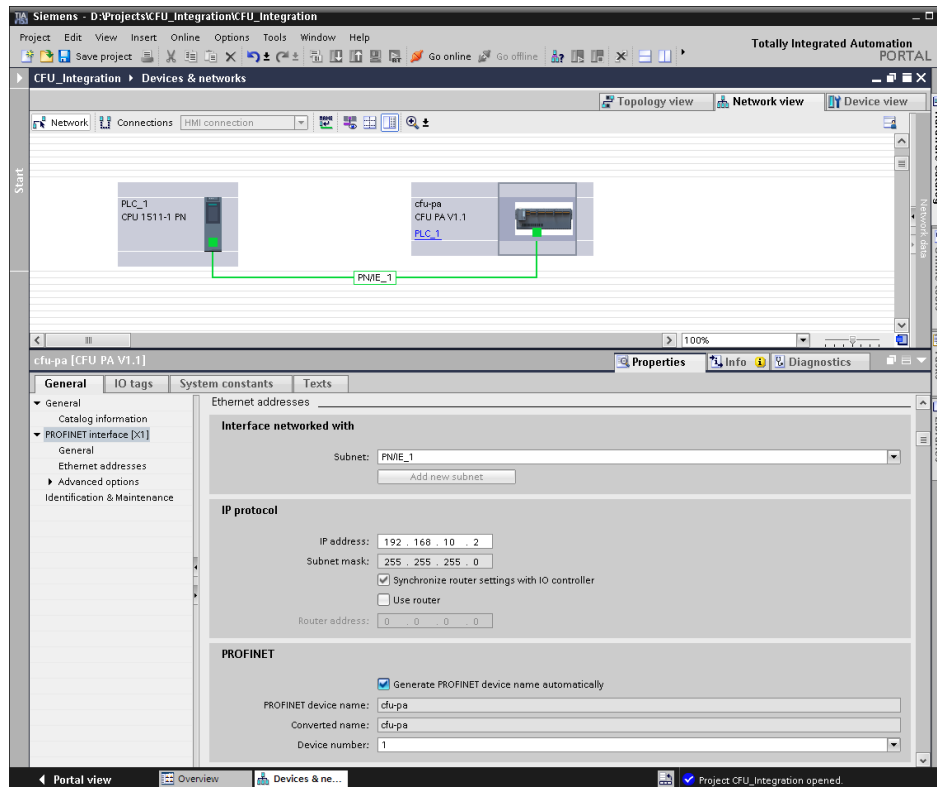 Siemens - D:\Projects\CFU_Integration\CFU_Integration
Project Edit View Insert Online Options Tools Window Help
Totally Integrated Automation
PORTAL
Save project Go online Go offline
CFU_Integration Devices & networks
Topology view Network view Device view
Network Connections HMI connection
Start
Network data
PLC_1
CPU 1511-1 PN
cfu-pa
CFU PA V1.1
PLC_1
PN/IE_1
100%
cfu-pa [CFU PA V1.1]
Properties Info Diagnostics
General IO tags System constants Texts
General
Catalog information
PROFINET interface [X1]
General
Ethernet addresses
Advanced options
Identification & Maintenance
Ethernet addresses
Interface networked with
Subnet: PN/IE_1
Add new subnet
IP protocol
IP address: 192 . 168 . 10 . 2
Subnet mask: 255 . 255 . 255 . 0
Synchronize router settings with IO controller
Use router
Router address: 0 . 0 . 0 . 0
PROFINET
Generate PROFINET device name automatically
PROFINET device name: cfu-pa
Converted name: cfu-pa
Device number: 1
Portal view Overview Devices & ne... Project CFU_Integration opened.